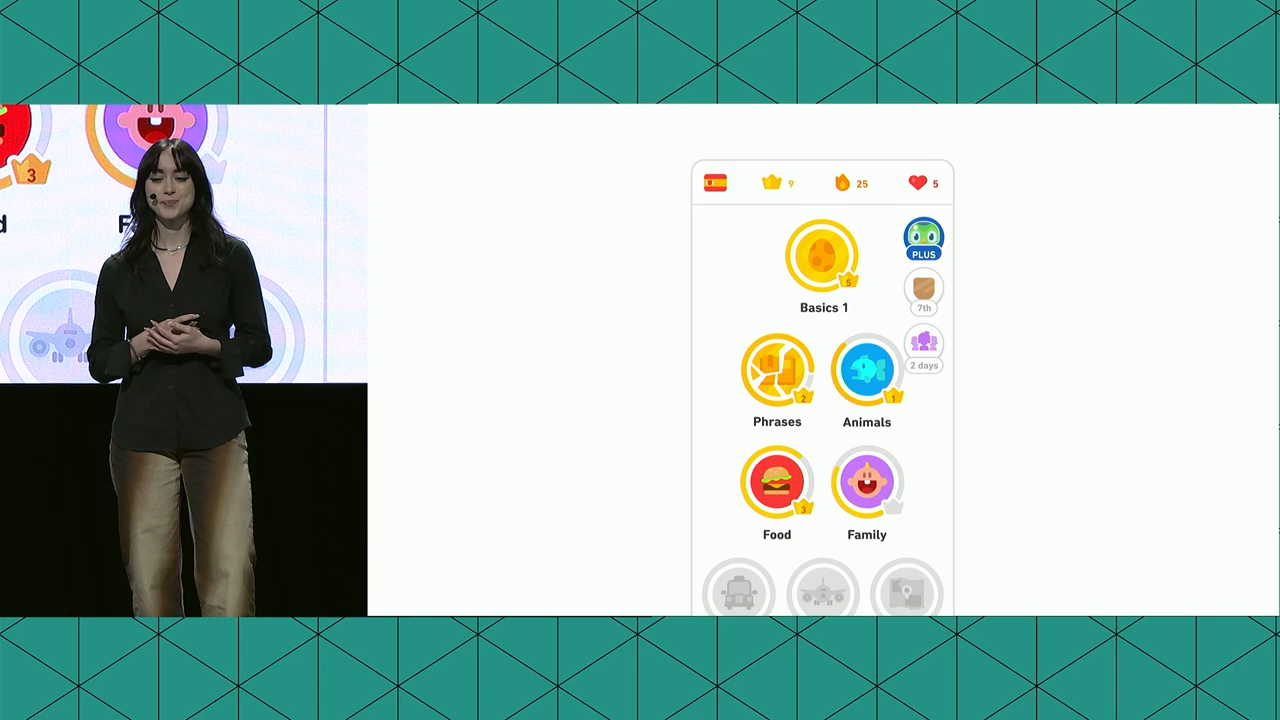 3
d
F
9
25
5
PLUS
5
7th
Basics 1
2 days
2
1
Phrases
Animals
3
Food
Family